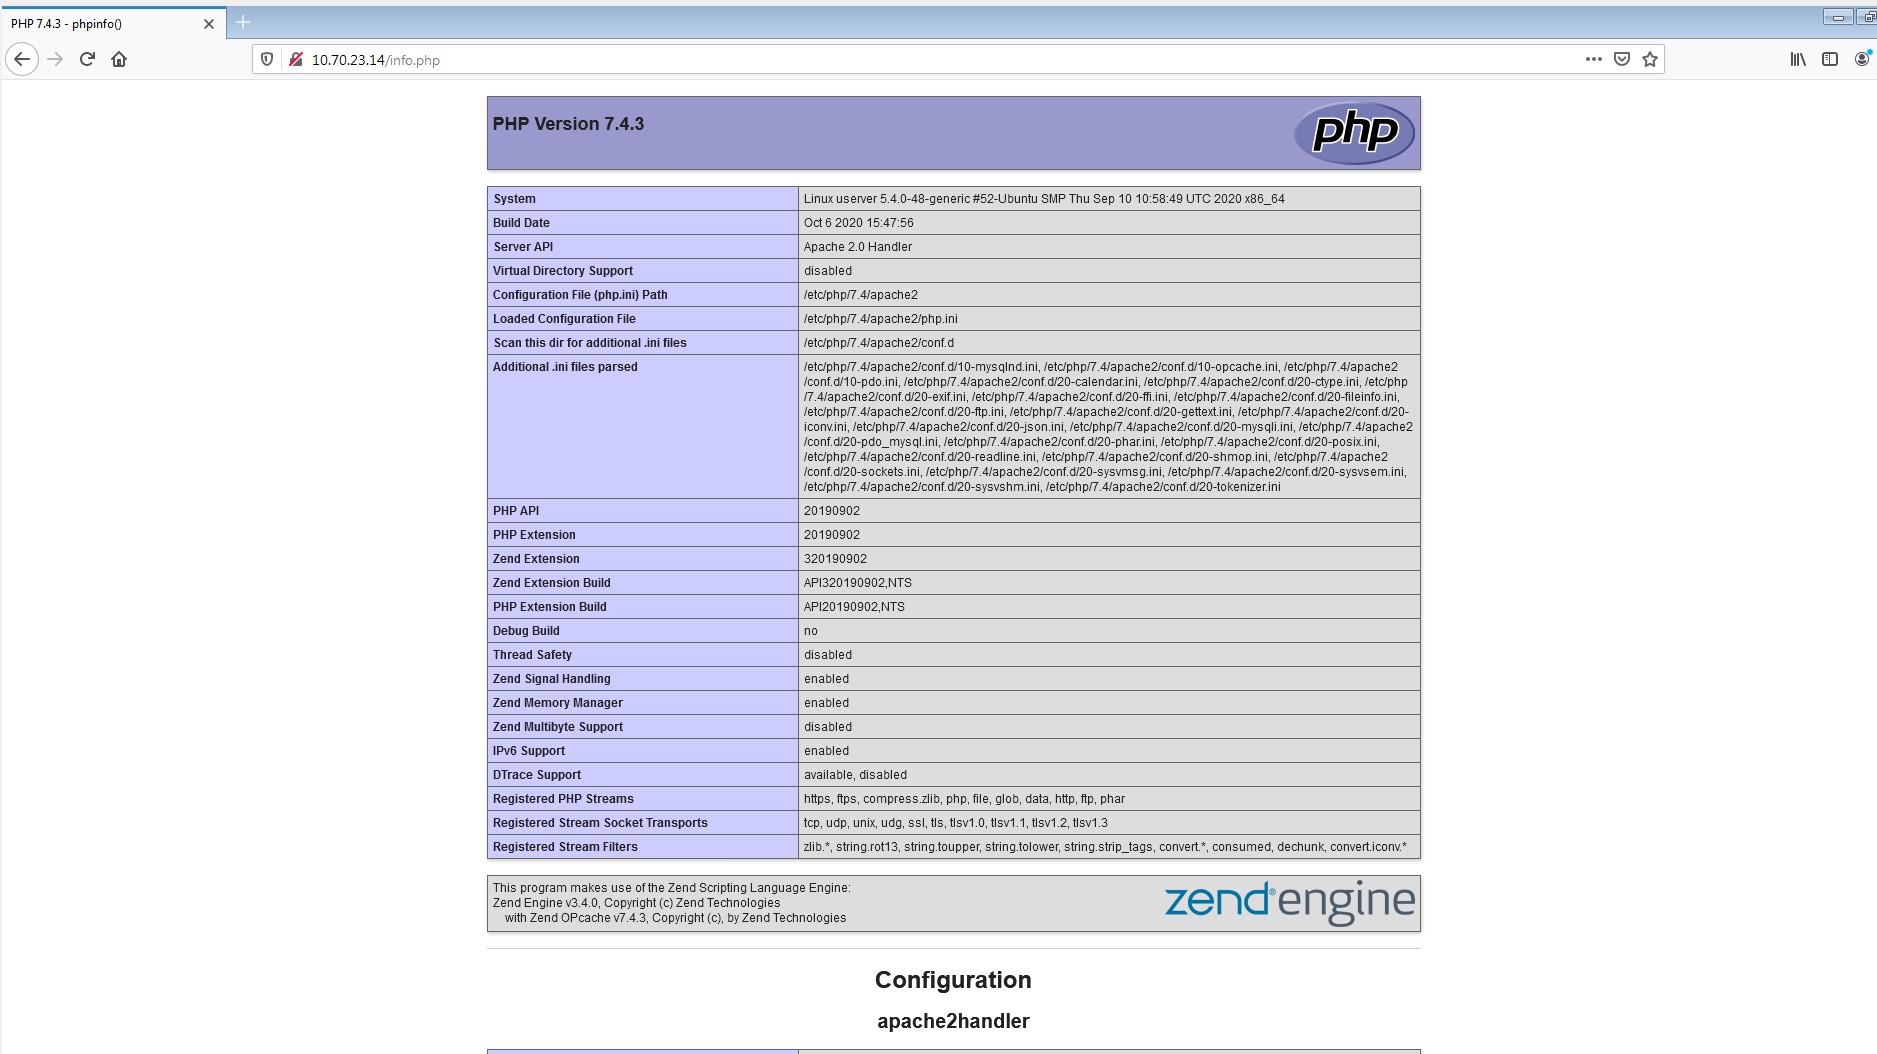 PHP 7.4.3 - phpinfo()
10.70.23.14/info.php
PHP Version 7.4.3
php
System Linux userver 5.4.0-48-generic #52-Ubuntu SMP Thu Sep 10 10:58:49 UTC 2020 x86_64
Build Date Oct 6 2020 15:47:56
Server API Apache 2.0 Handler
Virtual Directory Support disabled
Configuration File (php.ini) Path /etc/php/7.4/apache2
Loaded Configuration File /etc/php/7.4/apache2/php.ini
Scan this dir for additional .ini files /etc/php/7.4/apache2/conf.d
Additional .ini files parsed /etc/php/7.4/apache2/conf.d/10-mysqlnd.ini, /etc/php/7.4/apache2/conf.d/10-opcache.ini, /etc/php/7.4/apache2
/conf.d/10-pdo.ini, /etc/php/7.4/apache2/conf.d/20-calendar.ini, /etc/php/7.4/apache2/conf.d/20-ctype.ini, /etc/php
/7.4/apache2/conf.d/20-exif.ini, /etc/php/7.4/apache2/conf.d/20-ffi.ini, /etc/php/7.4/apache2/conf.d/20-fileinfo.ini,
/etc/php/7.4/apache2/conf.d/20-ftp.ini, /etc/php/7.4/apache2/conf.d/20-gettext.ini, /etc/php/7.4/apache2/conf.d/20-
iconv.ini, /etc/php/7.4/apache2/conf.d/20-json.ini, /etc/php/7.4/apache2/conf.d/20-mysqli.ini, /etc/php/7.4/apache2
/conf.d/20-pdo_mysql.ini, /etc/php/7.4/apache2/conf.d/20-phar.ini, /etc/php/7.4/apache2/conf.d/20-posix.ini,
/etc/php/7.4/apache2/conf.d/20-readline.ini, /etc/php/7.4/apache2/conf.d/20-shmop.ini, /etc/php/7.4/apache2
/conf.d/20-sockets.ini, /etc/php/7.4/apache2/conf.d/20-sysvmsg.ini, /etc/php/7.4/apache2/conf.d/20-sysvsem.ini,
/etc/php/7.4/apache2/conf.d/20-sysvshm.ini, /etc/php/7.4/apache2/conf.d/20-tokenizer.ini
PHP API 20190902
PHP Extension 20190902
Zend Extension 320190902
Zend Extension Build API320190902,NTS
PHP Extension Build API20190902,NTS
Debug Build no
Thread Safety disabled
Zend Signal Handling enabled
Zend Memory Manager enabled
Zend Multibyte Support disabled
IPv6 Support enabled
DTrace Support available, disabled
Registered PHP Streams https, ftps, compress.zlib, php, file, glob, data, http, ftp, phar
Registered Stream Socket Transports tcp, udp, unix, udg, ssl, tls, tlsv1.0, tlsv1.1, tlsv1.2, tlsv1.3
Registered Stream Filters zlib.*, string.rot13, string.toupper, string.tolower, string.strip_tags, convert.*, consumed, dechunk, convert.iconv.*
This program makes use of the Zend Scripting Language Engine:
Zend Engine v3.4.0, Copyright (c) Zend Technologies
with Zend OPcache v7.4.3, Copyright (c), by Zend Technologies
zend® engine
Configuration
apache2handler